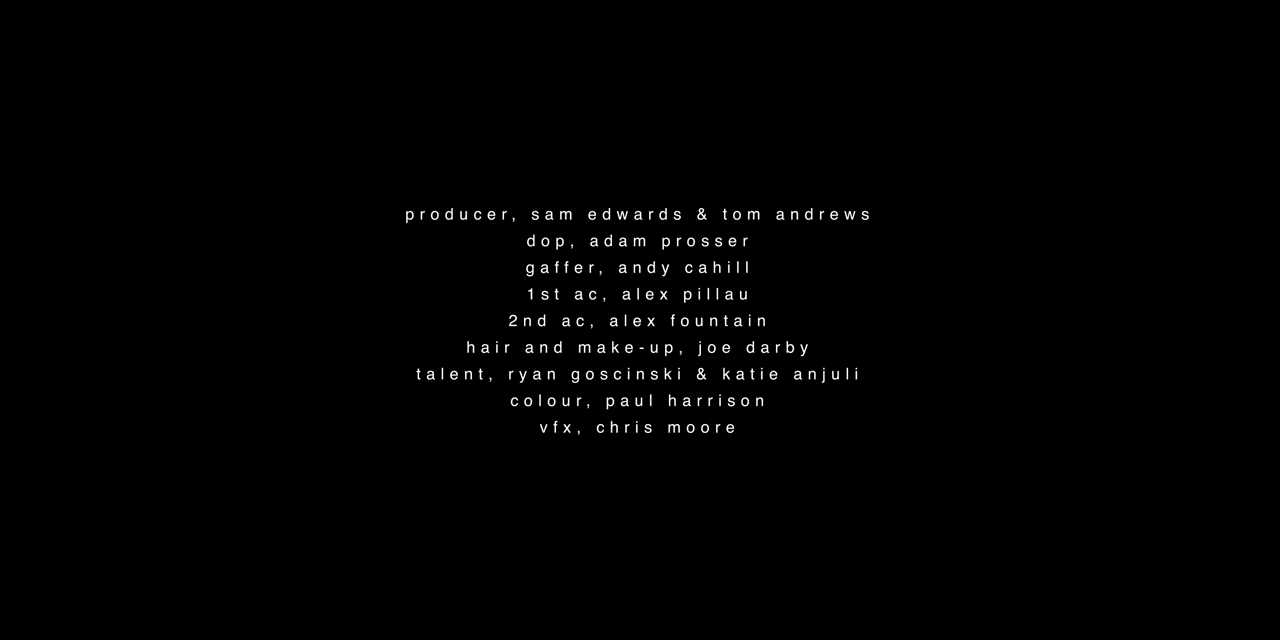 producer, sam edwards & tom andrews
dop, adam prosser
gaffer, andy cahill
1st ac, alex pillau
2nd ac, alex fountain
hair and make-up, joe darby
talent, ryan goscinski & katie anjuli
colour, paul harrison
vfx, chris moore